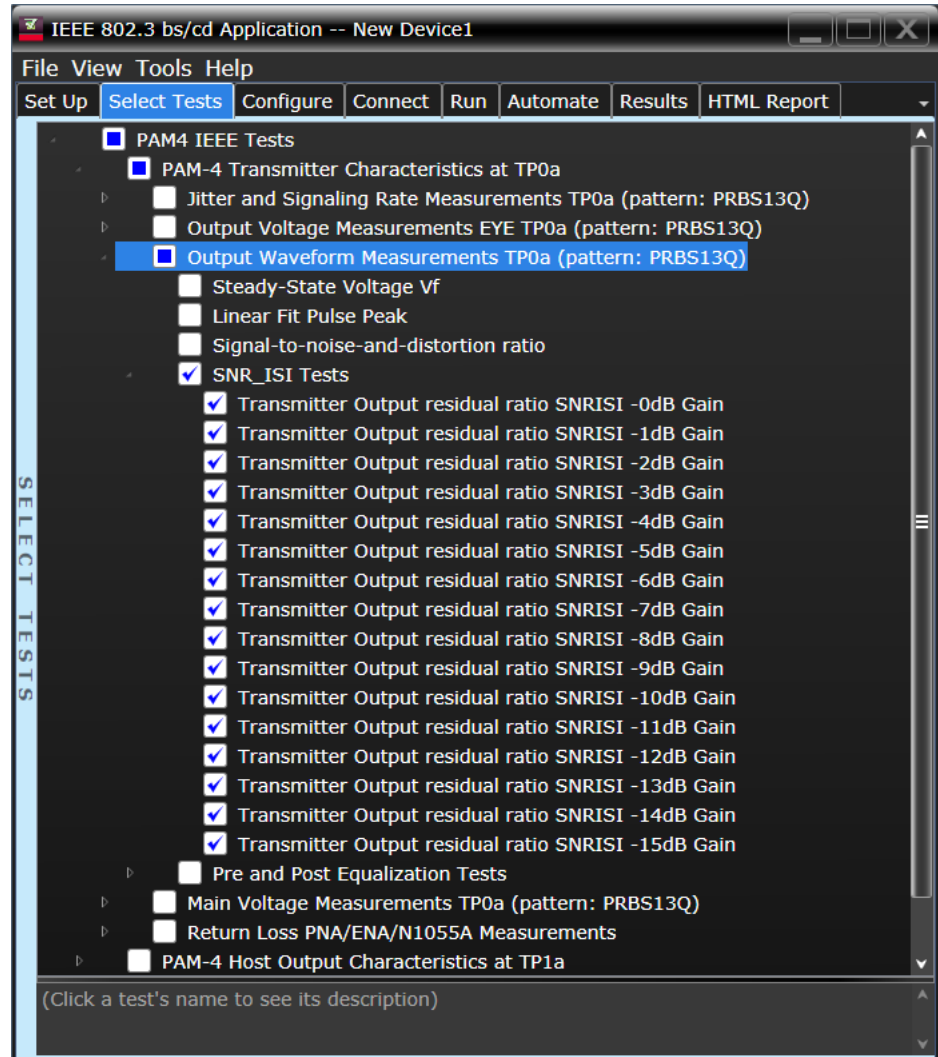 IEEE 802.3 bs/cd Application -- New Device1
File View Tools Help
Set Up Select Tests Configure Connect Run Automate Results HTML Report
PAM4 IEEE Tests
PAM-4 Transmitter Characteristics at TP0a
Jitter and Signaling Rate Measurements TP0a (pattern: PRBS13Q)
Output Voltage Measurements EYE TP0a (pattern: PRBS13Q)
Output Waveform Measurements TP0a (pattern: PRBS13Q)
Steady-State Voltage Vf
Linear Fit Pulse Peak
Signal-to-noise-and-distortion ratio
SNR_ISI Tests
Transmitter Output residual ratio SNRISI -0dB Gain
Transmitter Output residual ratio SNRISI -1dB Gain
Transmitter Output residual ratio SNRISI -2dB Gain
Transmitter Output residual ratio SNRISI -3dB Gain
Transmitter Output residual ratio SNRISI -4dB Gain
Transmitter Output residual ratio SNRISI -5dB Gain
Transmitter Output residual ratio SNRISI -6dB Gain
Transmitter Output residual ratio SNRISI -7dB Gain
Transmitter Output residual ratio SNRISI -8dB Gain
Transmitter Output residual ratio SNRISI -9dB Gain
Transmitter Output residual ratio SNRISI -10dB Gain
Transmitter Output residual ratio SNRISI -11dB Gain
Transmitter Output residual ratio SNRISI -12dB Gain
Transmitter Output residual ratio SNRISI -13dB Gain
Transmitter Output residual ratio SNRISI -14dB Gain
Transmitter Output residual ratio SNRISI -15dB Gain
Pre and Post Equalization Tests
Main Voltage Measurements TP0a (pattern: PRBS13Q)
Return Loss PNA/ENA/N1055A Measurements
PAM-4 Host Output Characteristics at TP1a
SELECT TESTS
(Click a test's name to see its description)